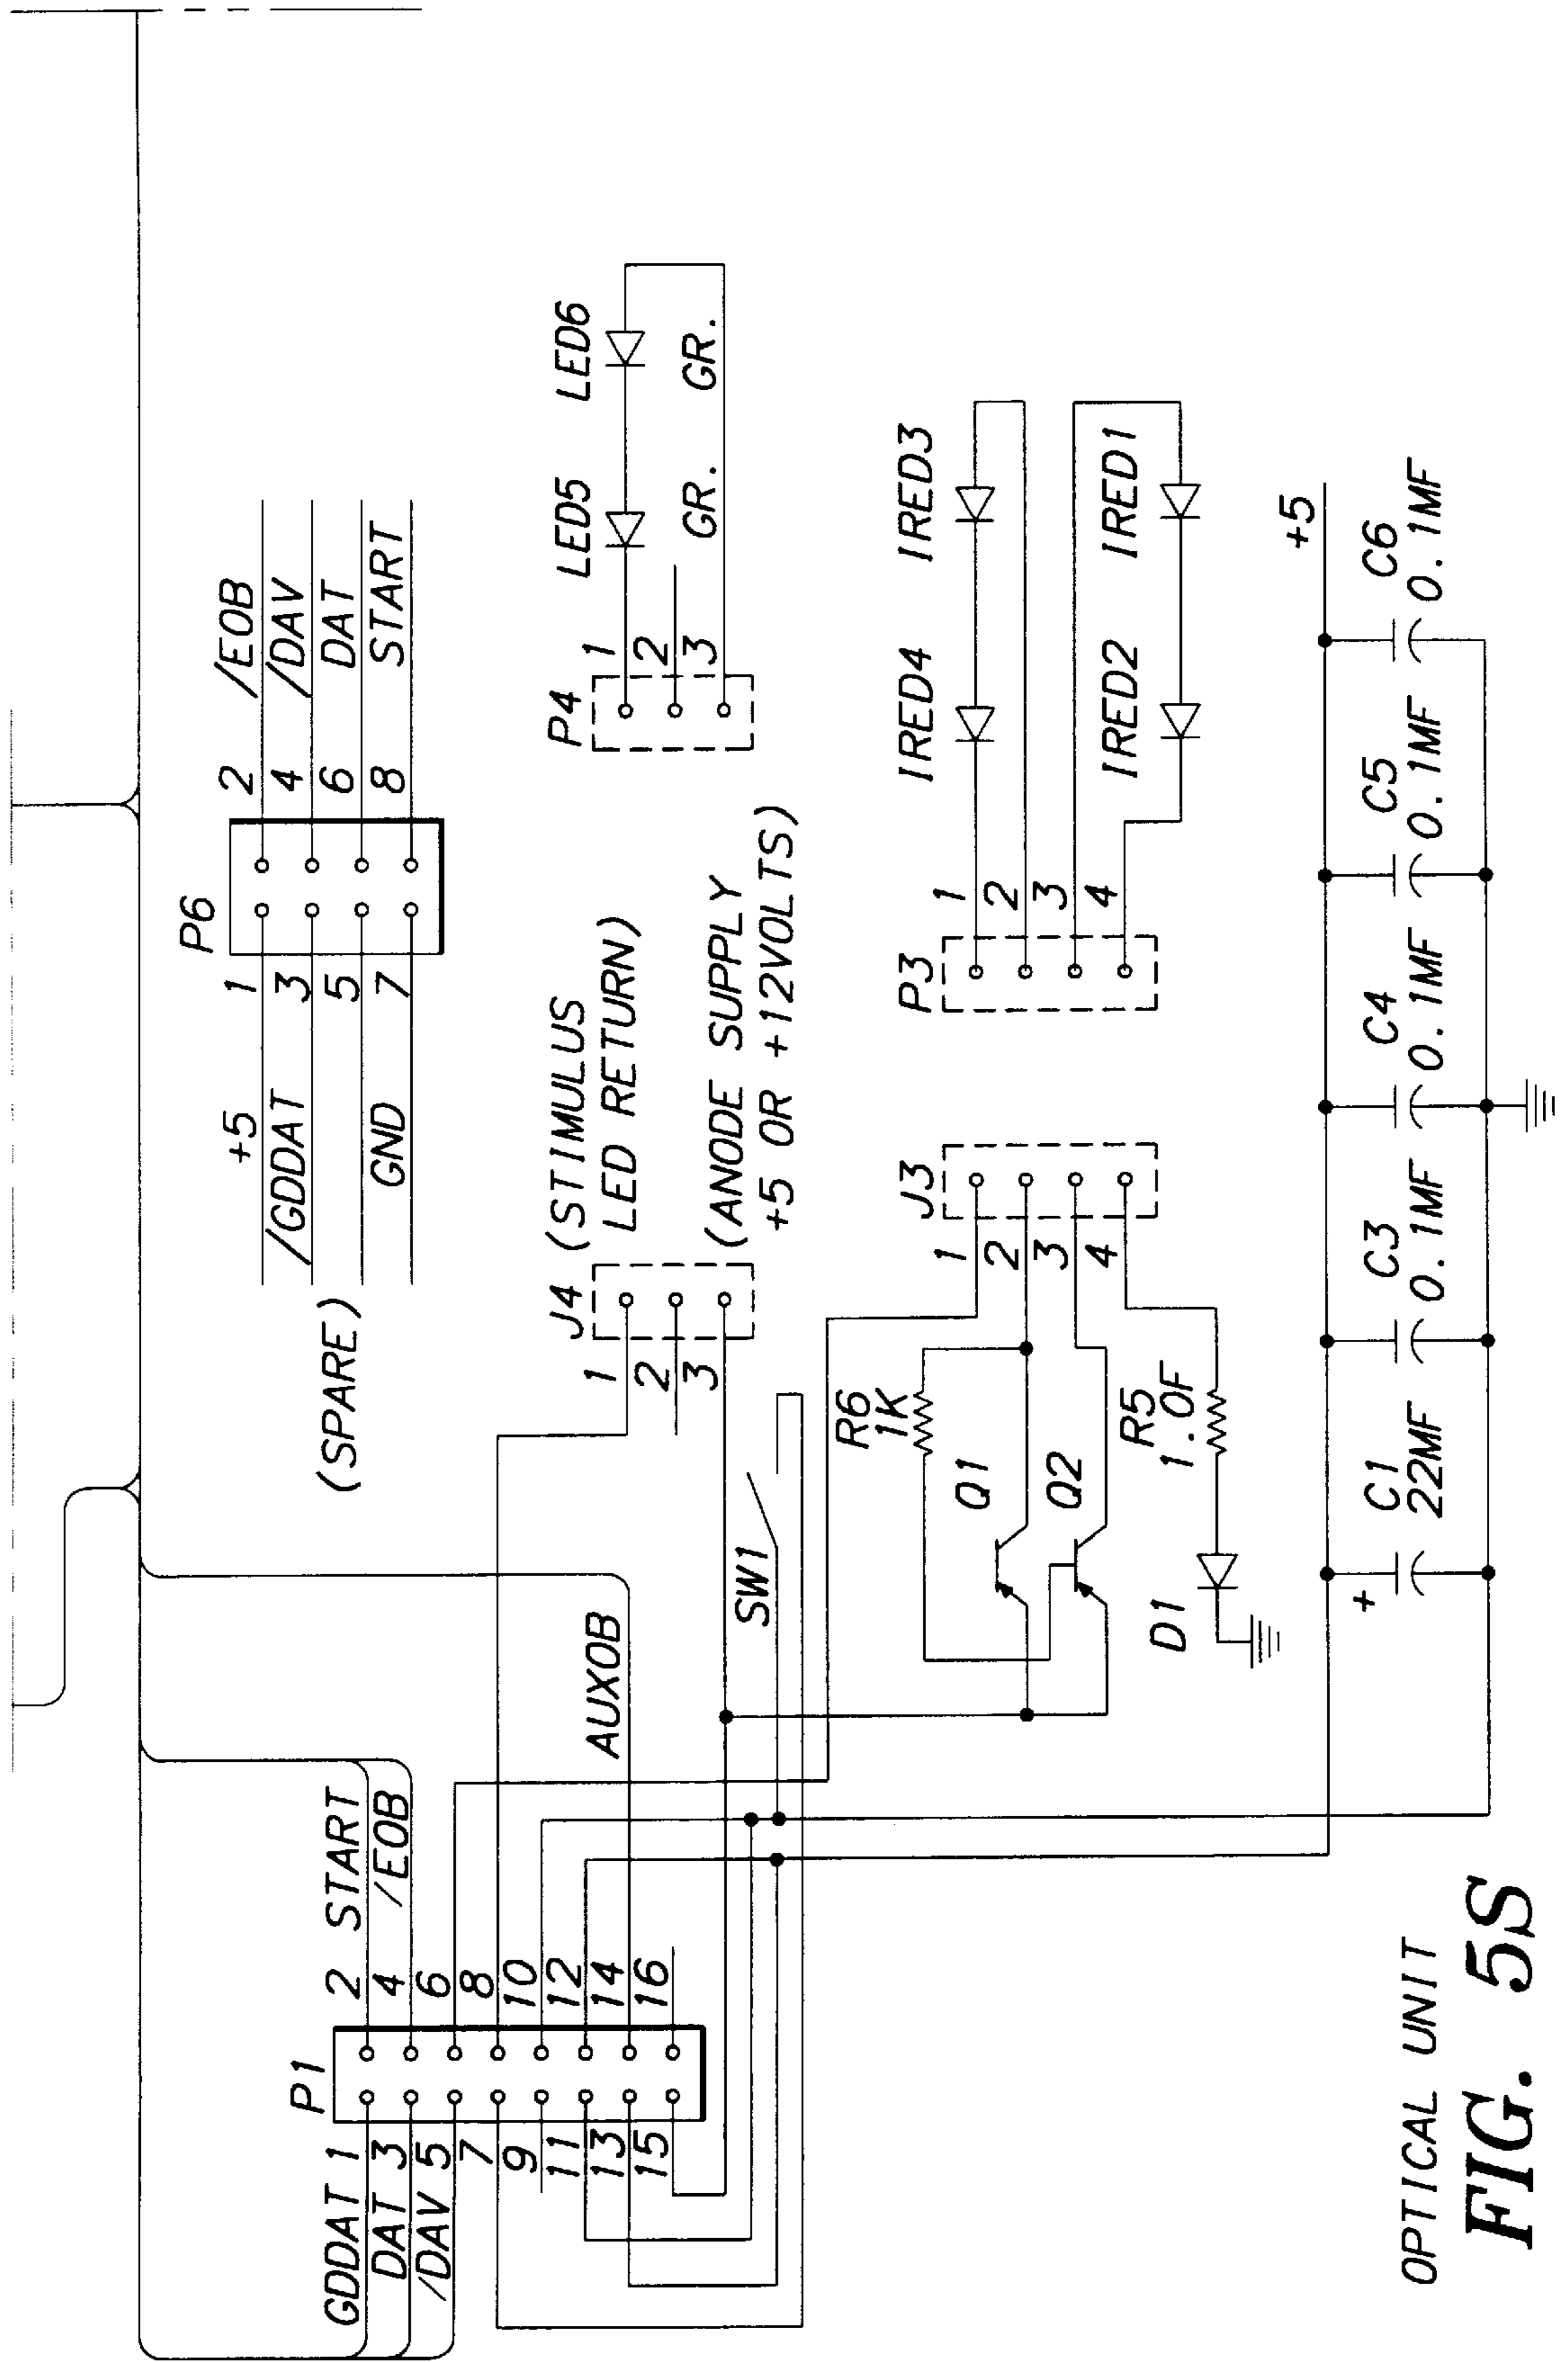 P1
GDDAT 1
2 START
DAT 3
4 /EOB
/DAV 5
6
7
8
9
10
11
12
13
14
AUXOB
15
16
P6
+5
1
2 /EOB
/GDDAT 3
4 /DAV
5
6 DAT
GND 7
8 START
(SPARE)
J4 (STIMULUS
LED RETURN)
1
2
3
(ANODE SUPPLY
+5 OR +12VOLTS)
P4
1
2
3
LED5
LED6
GR.
GR.
SW1
R6
1K
Q1
Q2
R5
1.0F
D1
J3
1
2
3
4
P3
1
2
3
4
IRED4
IRED3
IRED2
IRED1
+5
+
C1
22MF
C3
0.1MF
C4
0.1MF
C5
0.1MF
C6
0.1MF
OPTICAL UNIT
FIG. 5S